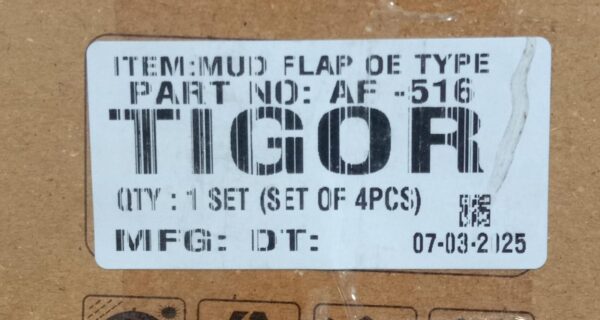 ITEM:MUD FLAP OE TYPE
PART NO: AF -516
TIGOR
QTY : 1 SET (SET OF 4PCS)
MFG: DT: 07-03-2025